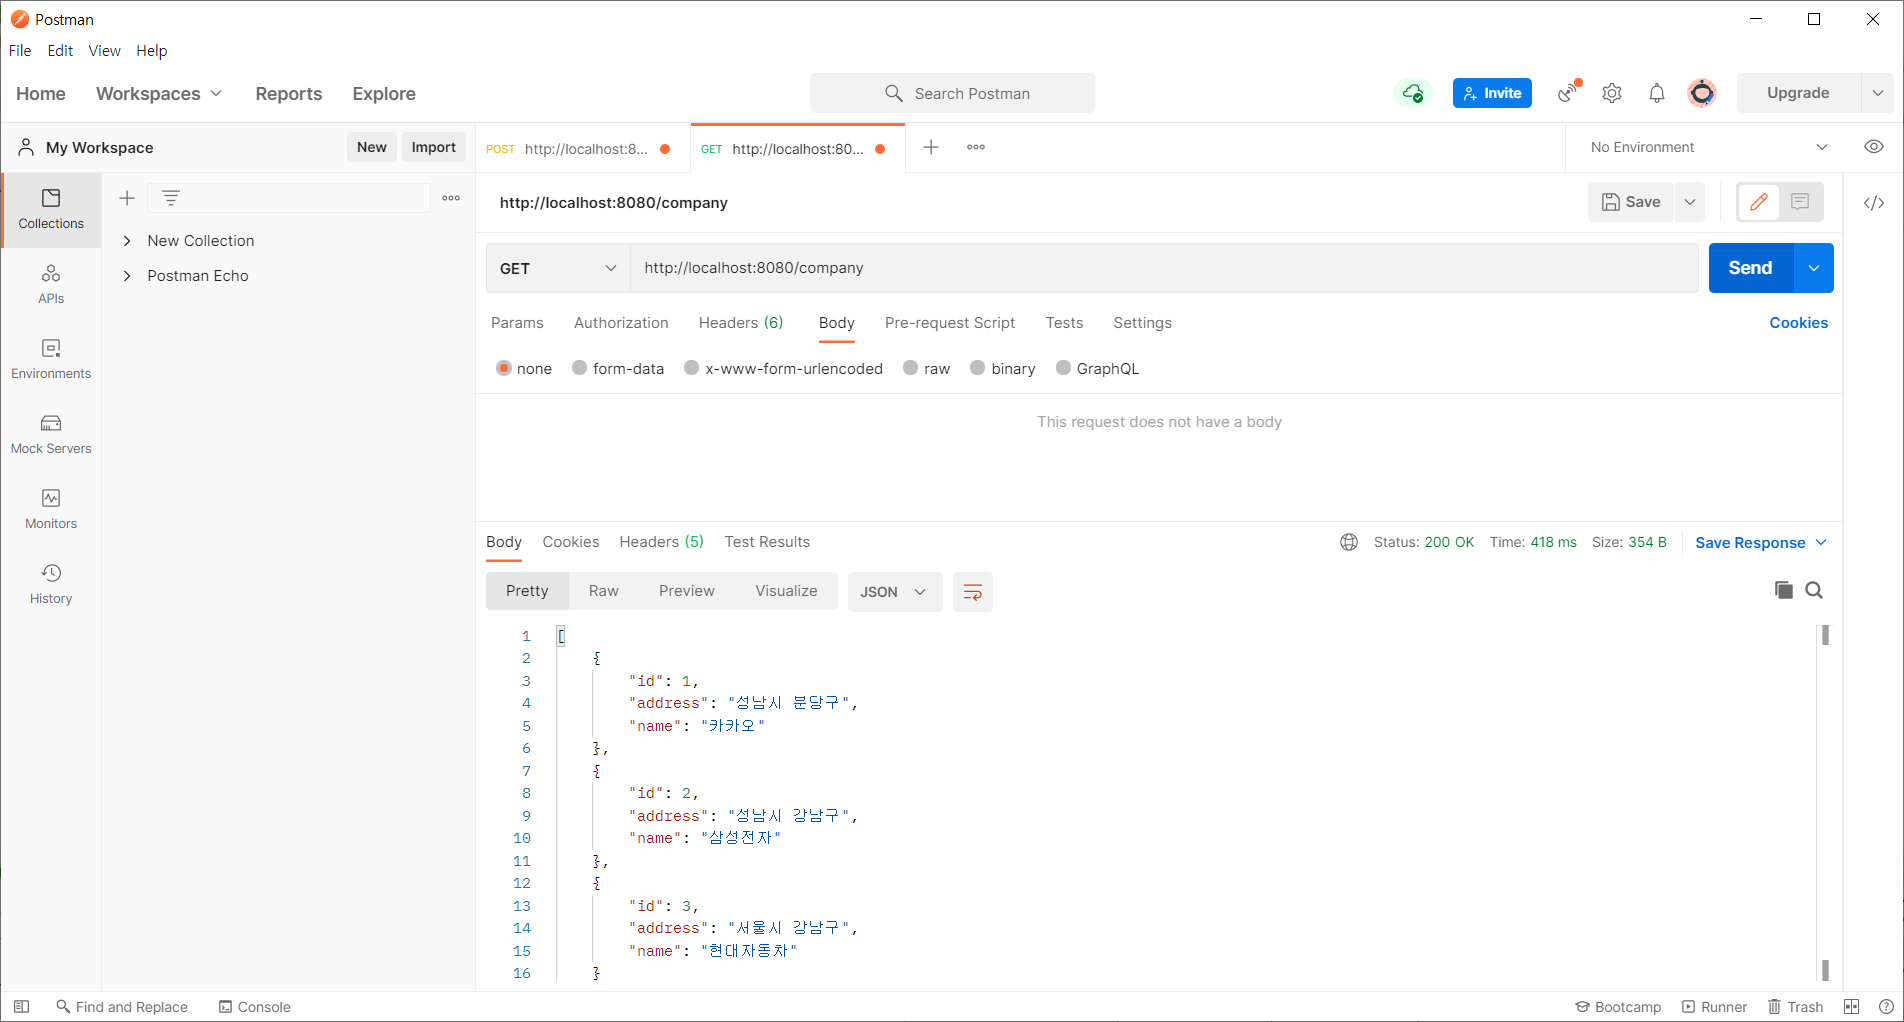 Postman
File Edit View Help
Home Workspaces Reports Explore Search Postman Invite Upgrade
My Workspace New Import POST http://localhost:8... GET http://localhost:80... No Environment
http://localhost:8080/company Save
Collections
New Collection
Postman Echo
GET http://localhost:8080/company Send
APIs
Params Authorization Headers (6) Body Pre-request Script Tests Settings Cookies
Environments
none form-data x-www-form-urlencoded raw binary GraphQL
This request does not have a body
Mock Servers
Monitors
Body Cookies Headers (5) Test Results Status: 200 OK Time: 418 ms Size: 354 B Save Response
History
Pretty Raw Preview Visualize JSON
1 [
2 {
3 "id": 1,
4 "address": "성남시 분당구",
5 "name": "카카오"
6 },
7 {
8 "id": 2,
9 "address": "성남시 강남구",
10 "name": "삼성전자"
11 },
12 {
13 "id": 3,
14 "address": "서울시 강남구",
15 "name": "현대자동차"
16 }
Find and Replace Console Bootcamp Runner Trash